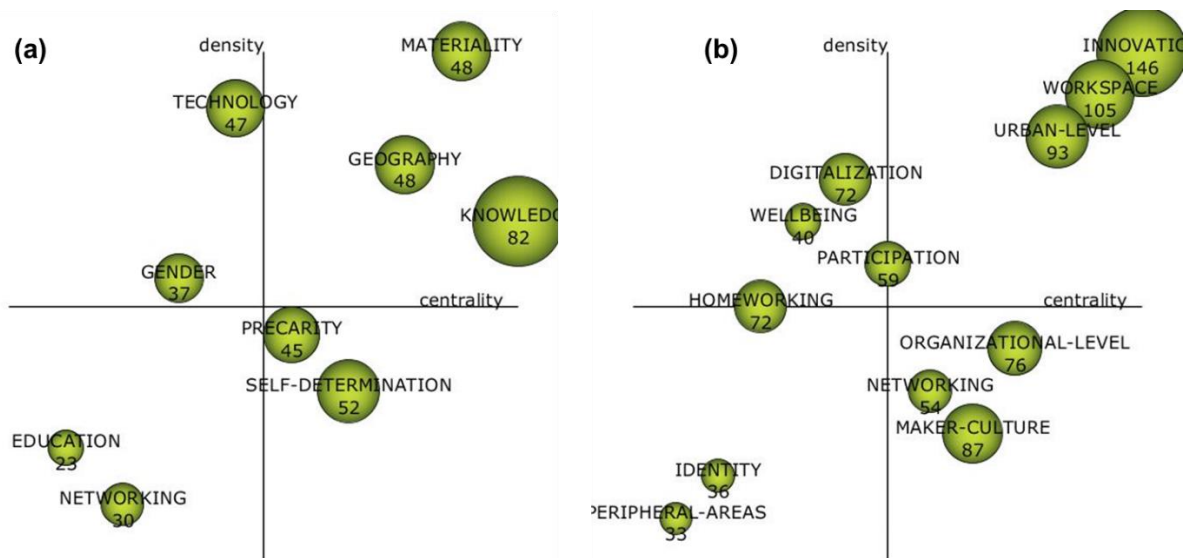 (a)
density
MATERIALITY
48
TECHNOLOGY
47
GEOGRAPHY
48
KNOWLEDG
82
GENDER
37
centrality
PRECARITY
45
SELF-DETERMINATION
52
EDUCATION
23
NETWORKING
30
(b)
density
INNOVATIO
146
WORKSPACE
105
URBAN-LEVEL
93
DIGITALIZATION
72
WELLBEING
40
PARTICIPATION
59
centrality
HOMEWORKING
72
ORGANIZATIONAL-LEVEL
76
NETWORKING
54
MAKER-CULTURE
87
IDENTITY
36
PERIPHERAL-AREAS
33